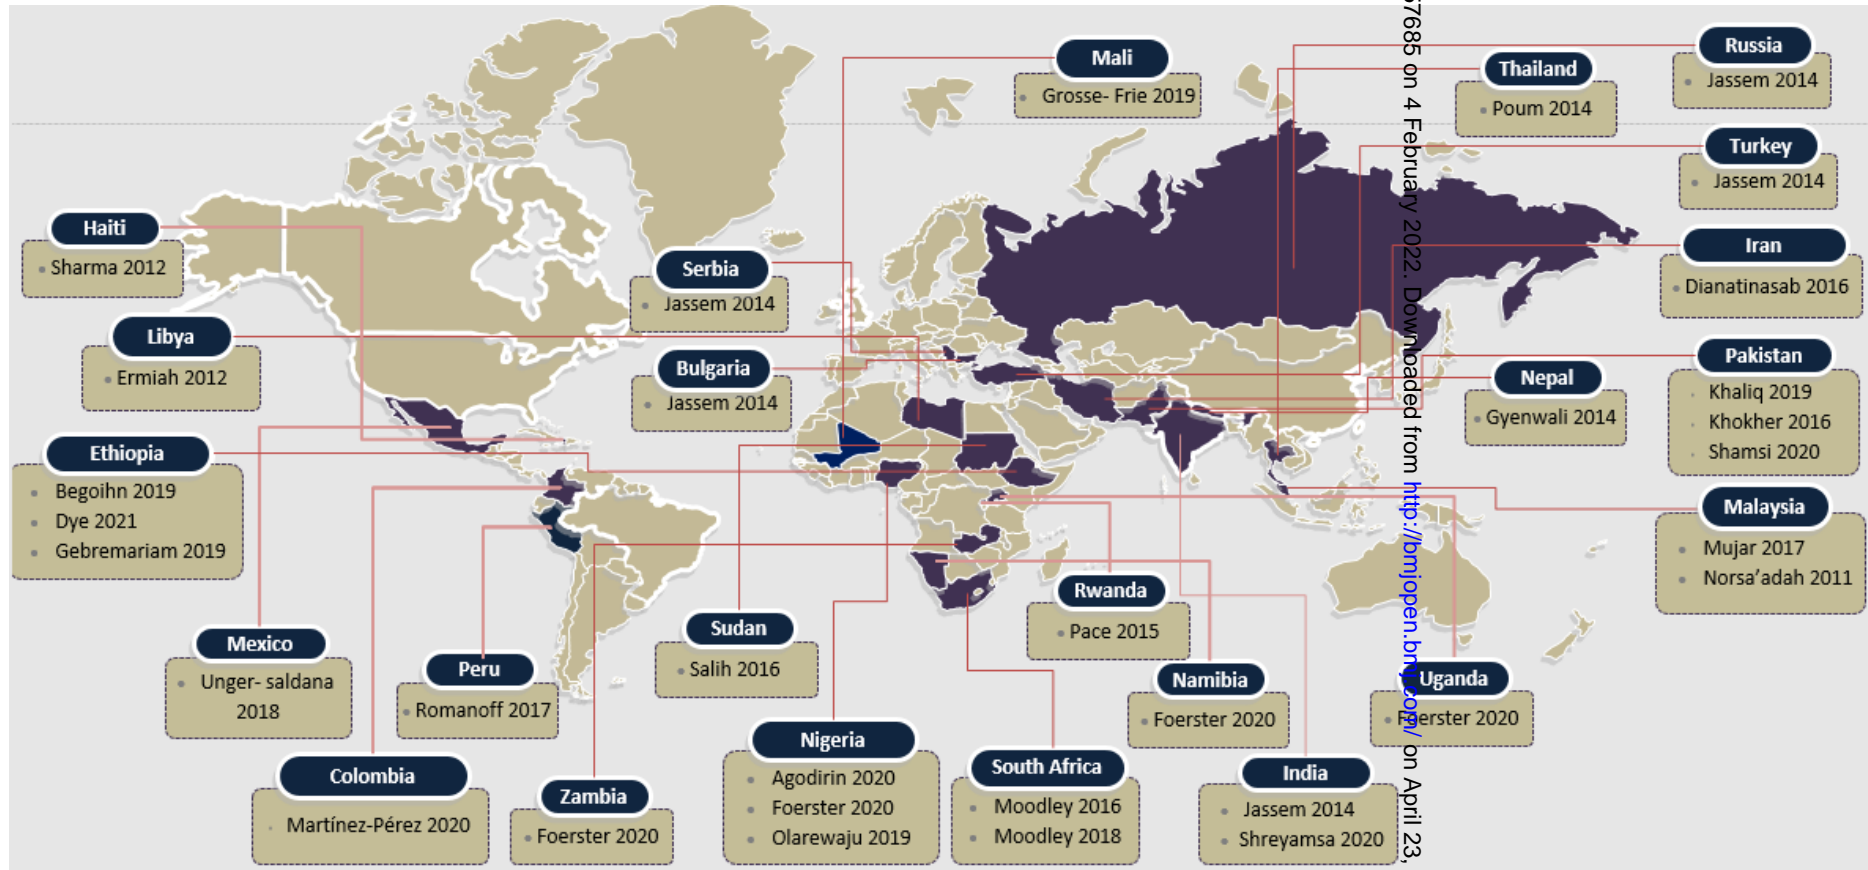 Mali
Grosse- Frie 2019
Thailand
Poum 2014
Russia
Jassem 2014
Turkey
Jassem 2014
Haiti
Sharma 2012
Serbia
Jassem 2014
Iran
Dianatinasab 2016
Libya
Ermiah 2012
Bulgaria
Jassem 2014
Nepal
Gyenwali 2014
Pakistan
Khaliq 2019
Khokher 2016
Shamsi 2020
Ethiopia
Begoihn 2019
Dye 2021
Gebremariam 2019
Malaysia
Mujar 2017
Norsa’adah 2011
Mexico
Unger- saldana
2018
Peru
Romanoff 2017
Sudan
Salih 2016
Rwanda
Pace 2015
Namibia
Foerster 2020
Uganda
Foerster 2020
Colombia
Martínez-Pérez 2020
Zambia
Foerster 2020
Nigeria
Agodirin 2020
Foerster 2020
Olarewaju 2019
South Africa
Moodley 2016
Moodley 2018
India
Jassem 2014
Shreyamsa 2020
57685 on 4 February 2022. Downloaded from http://bmjopen.bmj.com/ on April 23,